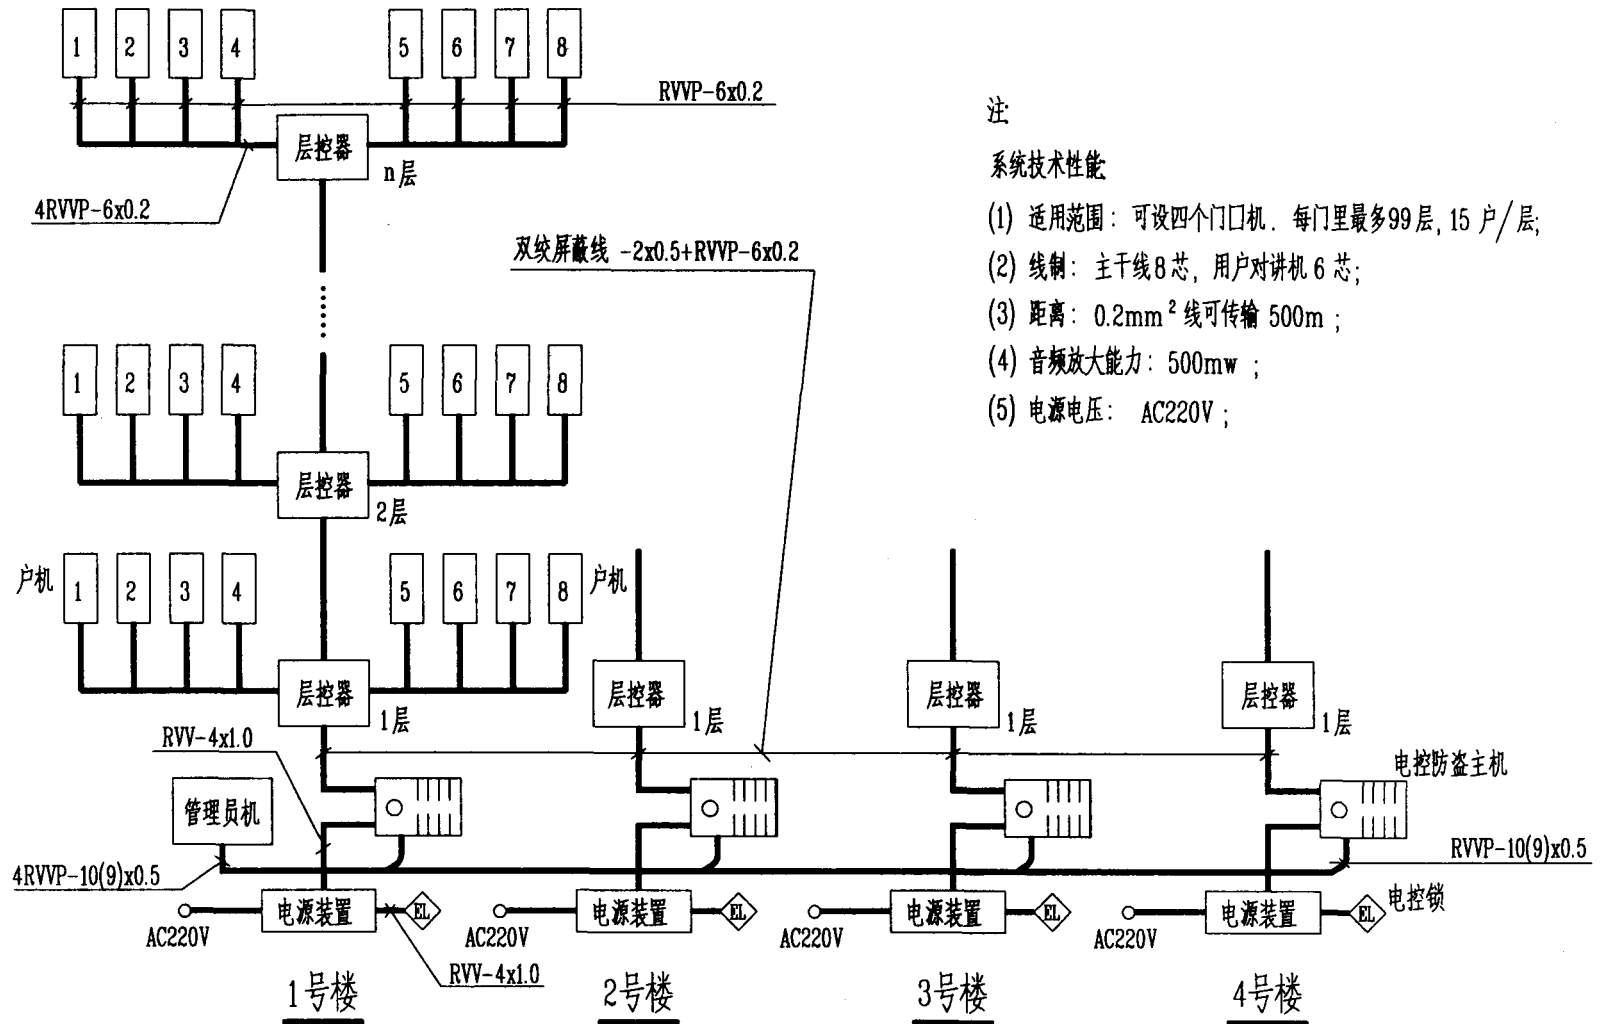 1 2 3 4 5 6 7 8
RVVP-6x0.2
层控器
n层
4RVVP-6x0.2
注:
系统技术性能:
(1) 适用范围: 可设四个门口机. 每门里最多99层, 15 户/层;
(2) 线制: 主干线8芯, 用户对讲机 6 芯;
(3) 距离: 0.2mm² 线可传输 500m ;
(4) 音频放大能力: 500mw ;
(5) 电源电压: AC220V ;
双绞屏蔽线 -2x0.5+RVVP-6x0.2
1 2 3 4 5 6 7 8
层控器
2层
户机 1 2 3 4 5 6 7 8 户机
层控器 层控器 层控器 层控器
1层 1层 1层 1层
RVV-4x1.0
电控防盗主机
管理员机
4RVVP-10(9)x0.5
RVVP-10(9)x0.5
电源装置 EL 电源装置 EL 电源装置 EL 电源装置 EL 电控锁
AC220V AC220V AC220V AC220V
RVV-4x1.0
1号楼 2号楼 3号楼 4号楼